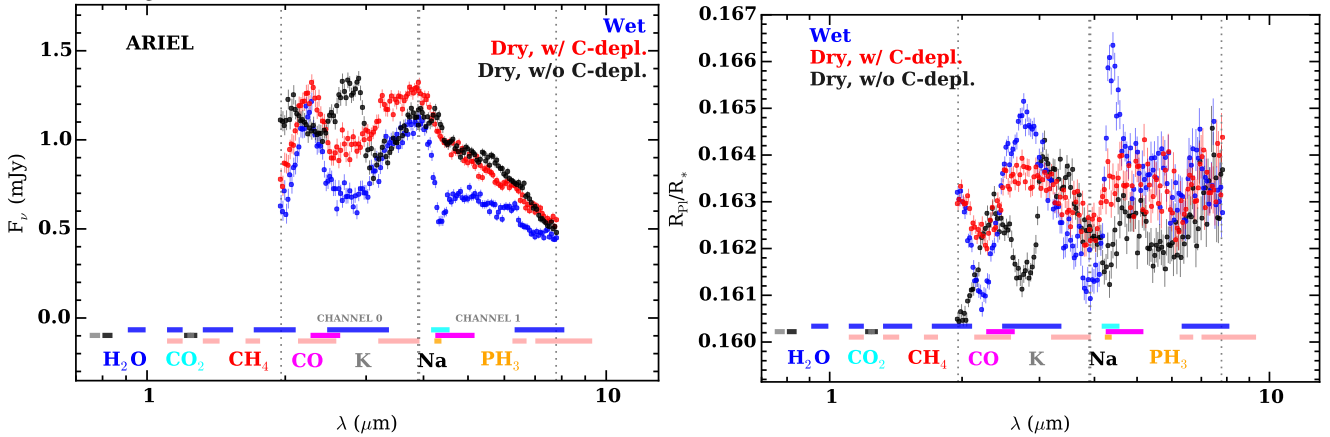 ARIEL
Wet
Dry, w/ C-depl.
Dry, w/o C-depl.
1.5
1.0
0.5
0.0
F_ν (mJy)
CHANNEL 0
CHANNEL 1
H₂O CO₂ CH₄ CO K Na PH₃
1 10
λ (μm)
Wet
Dry, w/ C-depl.
Dry, w/o C-depl.
0.167
0.166
0.165
0.164
0.163
0.162
0.161
0.160
R_Pl/R_*
H₂O CO₂ CH₄ CO K Na PH₃
1 10
λ (μm)